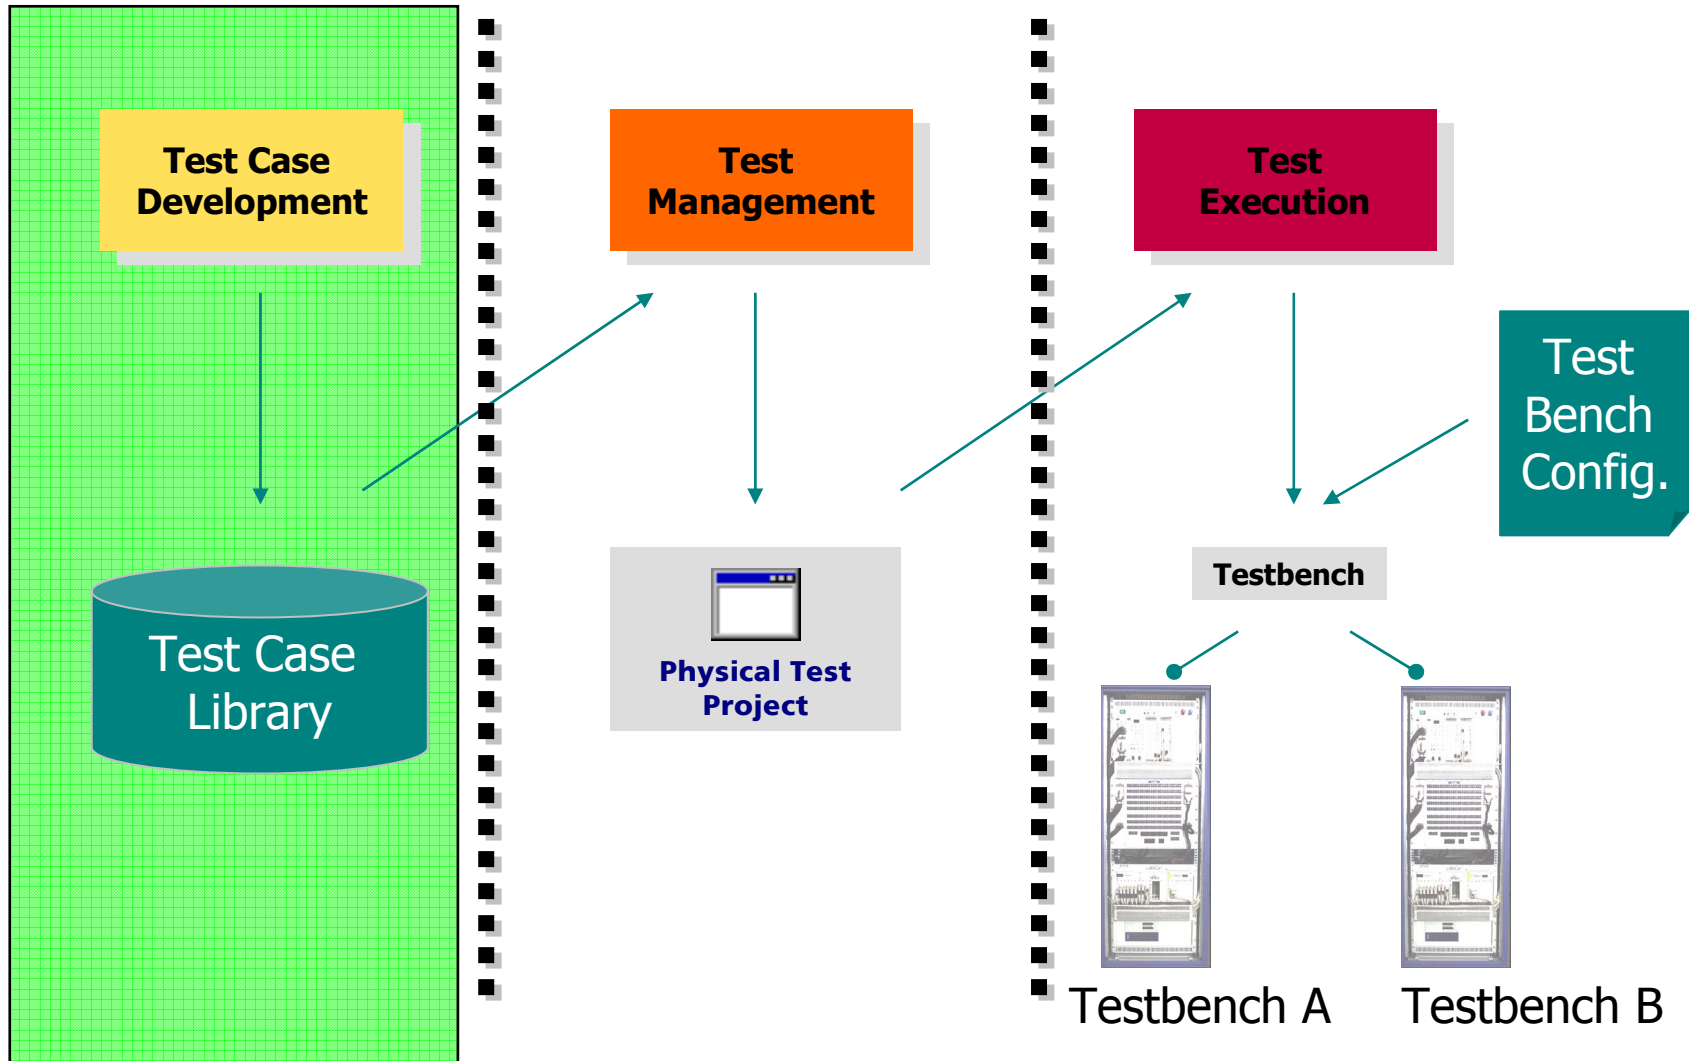 Test Case
Development
Test
Management
Test
Execution
Test
Bench
Config.
Testbench
Test Case
Library
Physical Test
Project
Testbench A
Testbench B